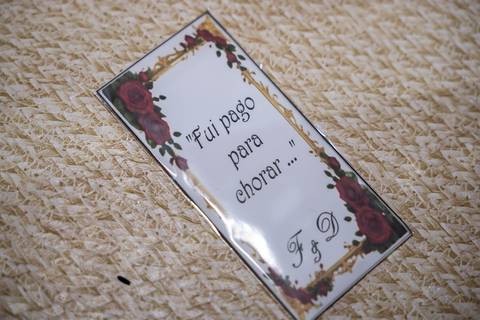 "Fui pago
para
chorar ..."
F & D